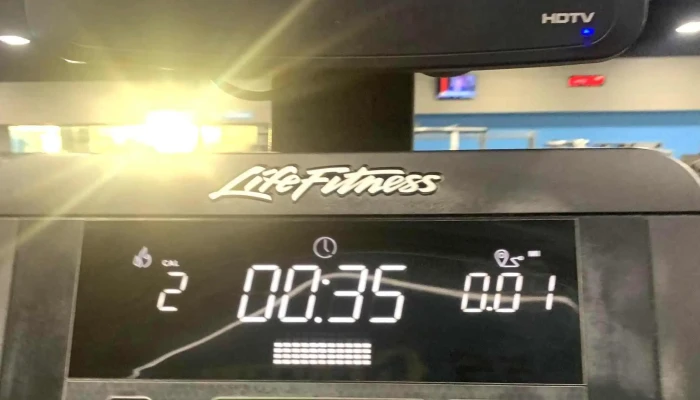 HDTV
LifeFitness
CAL
2 00:35 0.01